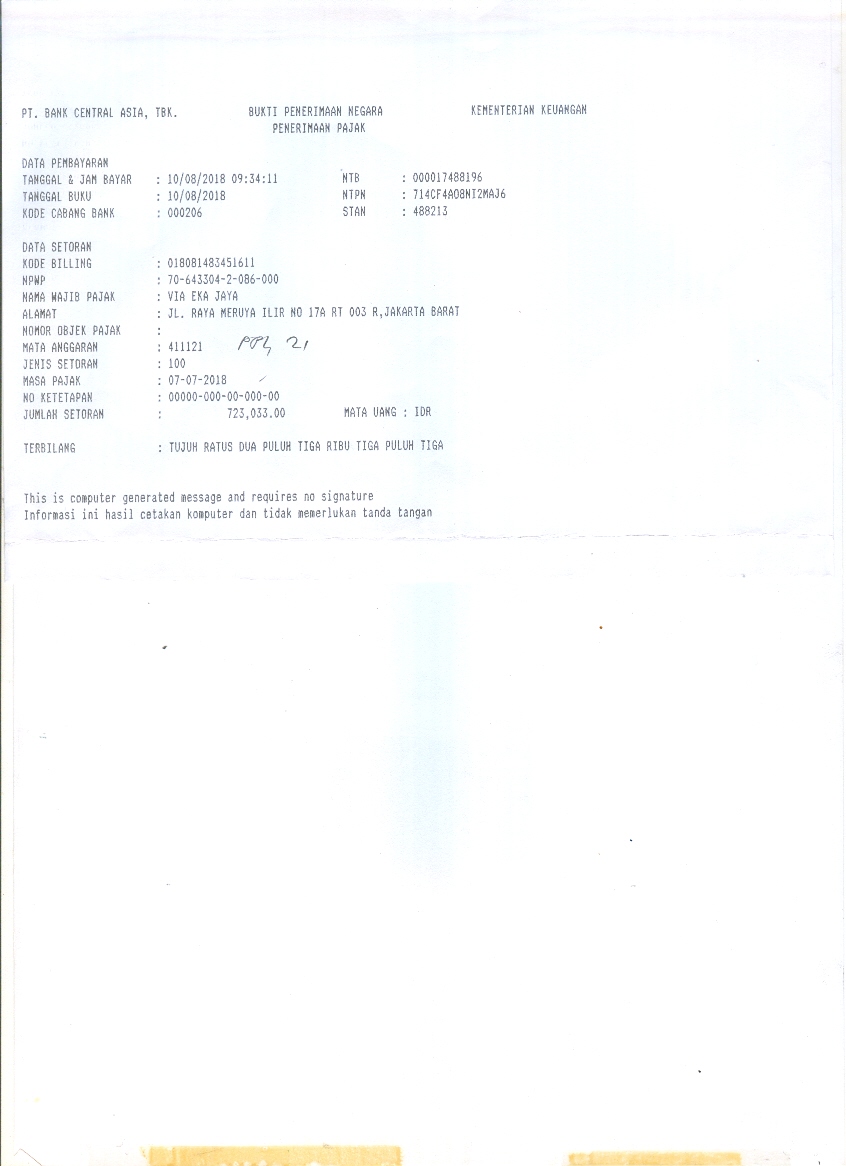 PT. BANK CENTRAL ASIA, TBK. BUKTI PENERIMAAN NEGARA KEMENTERIAN KEUANGAN
PENERIMAAN PAJAK
DATA PEMBAYARAN
TANGGAL & JAM BAYAR : 10/08/2018 09:34:11 NTB : 000017488196
TANGGAL BUKU : 10/08/2018 NTPN : 714CF4A08NI2MAJ6
KODE CABANG BANK : 000206 STAN : 488213
DATA SETORAN
KODE BILLING : 018081483451611
NPWP : 70-643304-2-086-000
NAMA WAJIB PAJAK : VIA EKA JAYA
ALAMAT : JL. RAYA MERUYA ILIR NO 17A RT 003 R,JAKARTA BARAT
NOMOR OBJEK PAJAK :
MATA ANGGARAN : 411121 PPh 21
JENIS SETORAN : 100
MASA PAJAK : 07-07-2018
NO KETETAPAN : 00000-000-00-000-00
JUMLAH SETORAN : 723,033.00 MATA UANG : IDR
TERBILANG : TUJUH RATUS DUA PULUH TIGA RIBU TIGA PULUH TIGA
This is computer generated message and requires no signature
Informasi ini hasil cetakan komputer dan tidak memerlukan tanda tangan